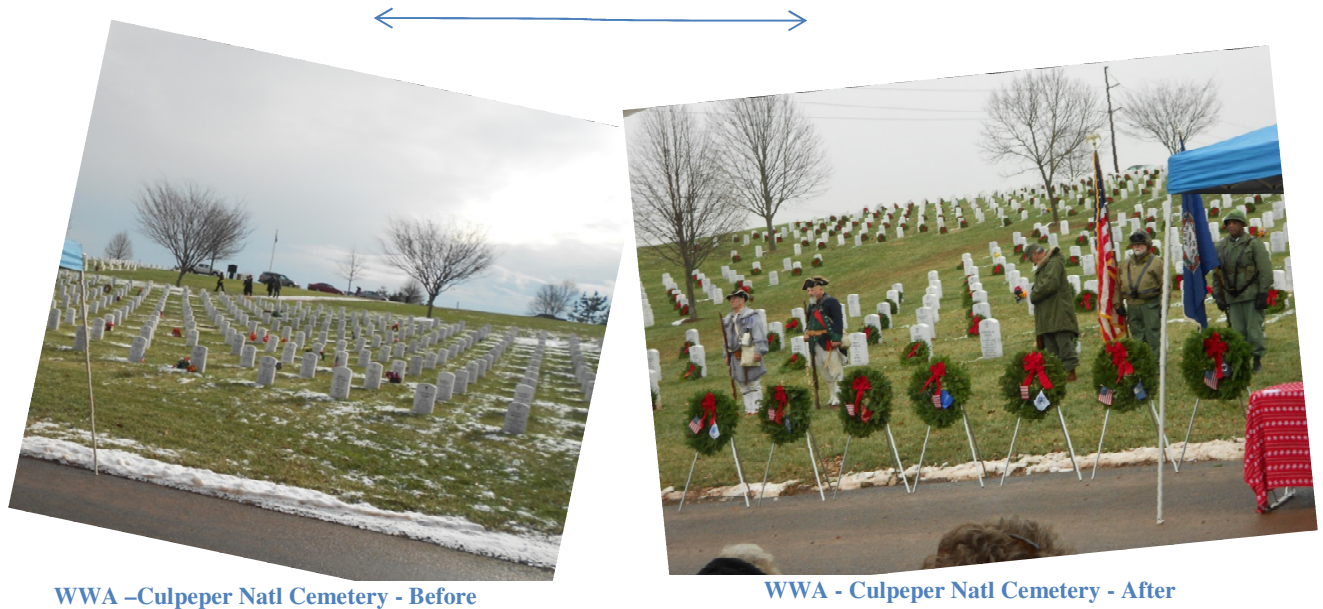 WWA –Culpeper Natl Cemetery - Before
WWA - Culpeper Natl Cemetery - After